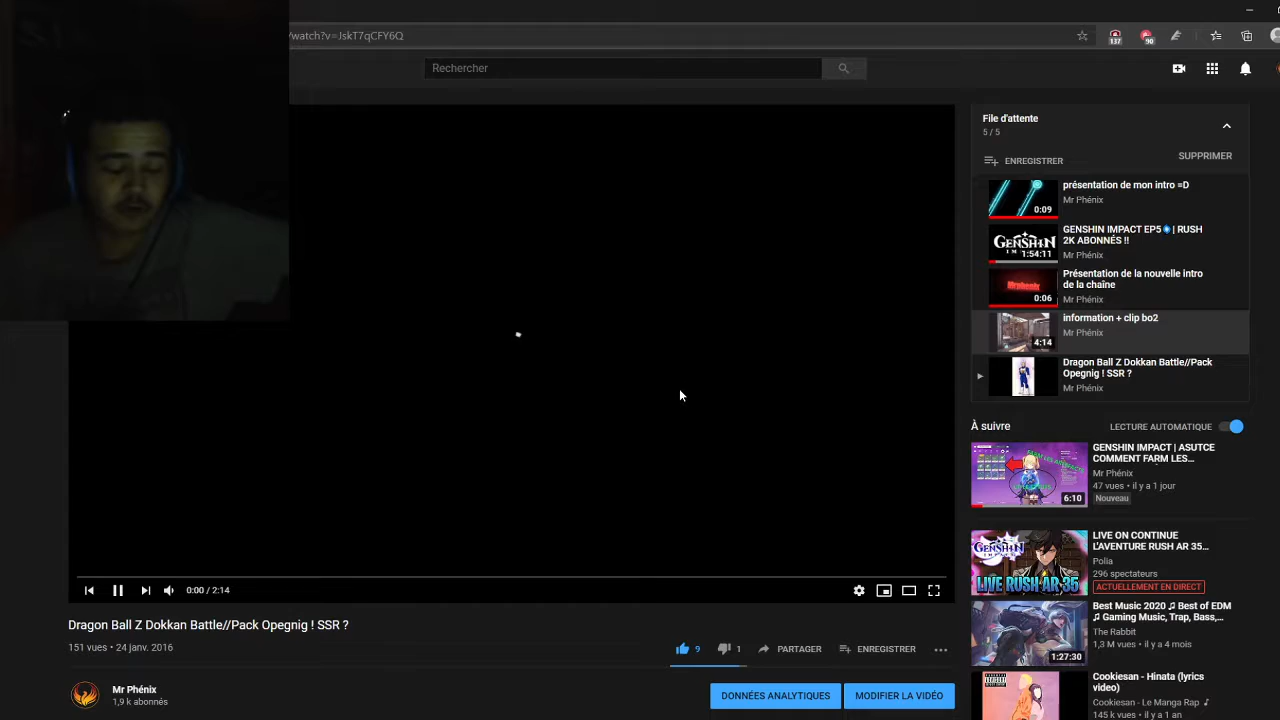 /watch?v=JskT7qCFY6Q
137
90
Rechercher
File d'attente
5 / 5
ENREGISTRER
SUPPRIMER
présentation de mon intro =D
Mr Phénix
0:09
GENSHIN IMPACT EP5 | RUSH
2K ABONNÉS !!
Mr Phénix
GENSHIN
1:54:11
Présentation de la nouvelle intro
de la chaîne
Mr Phénix
Mrphenix
0:06
information + clip bo2
Mr Phénix
4:14
Dragon Ball Z Dokkan Battle//Pack
Opegnig ! SSR ?
Mr Phénix
À suivre
LECTURE AUTOMATIQUE
GENSHIN IMPACT | ASUTCE
COMMENT FARM LES...
Mr Phénix
47 vues • il y a 1 jour
Nouveau
6:10
LIVE ON CONTINUE
L'AVENTURE RUSH AR 35...
Polia
296 spectateurs
ACTUELLEMENT EN DIRECT
GENSHIN
LIVE RUSH AR 35
Best Music 2020 ♫ Best of EDM
♫ Gaming Music, Trap, Bass,...
The Rabbit
1,3 M vues • il y a 4 mois
1:27:30
Cookiesan - Hinata (lyrics
video)
Cookiesan - Le Manga Rap ♪
145 k vues • il y a 1 an
0:00 / 2:14
Dragon Ball Z Dokkan Battle//Pack Opegnig ! SSR ?
151 vues • 24 janv. 2016
9
1
PARTAGER
ENREGISTRER
Mr Phénix
1,9 k abonnés
DONNÉES ANALYTIQUES
MODIFIER LA VIDÉO